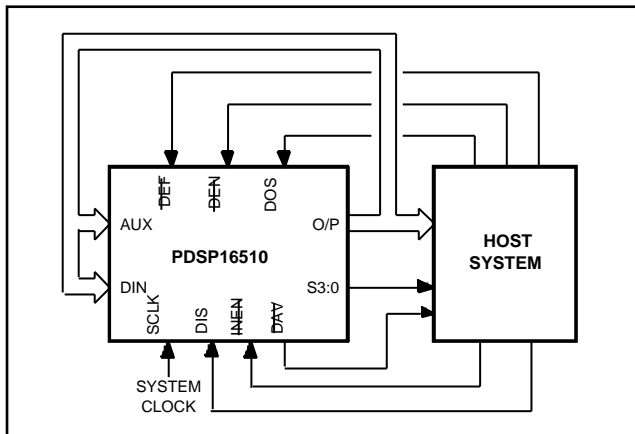 DEF
DEN
DOS
AUX
O/P
PDSP16510
HOST
SYSTEM
DIN
S3:0
SCLK
DIS
INEN
DAV
SYSTEM
CLOCK